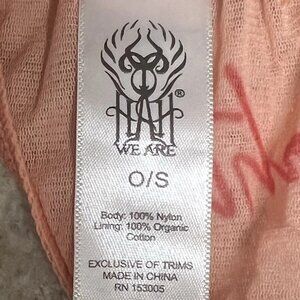 HAH®
WE ARE
O/S
Body: 100% Nylon
Lining: 100% Organic
Cotton
EXCLUSIVE OF TRIMS
MADE IN CHINA
RN 153005